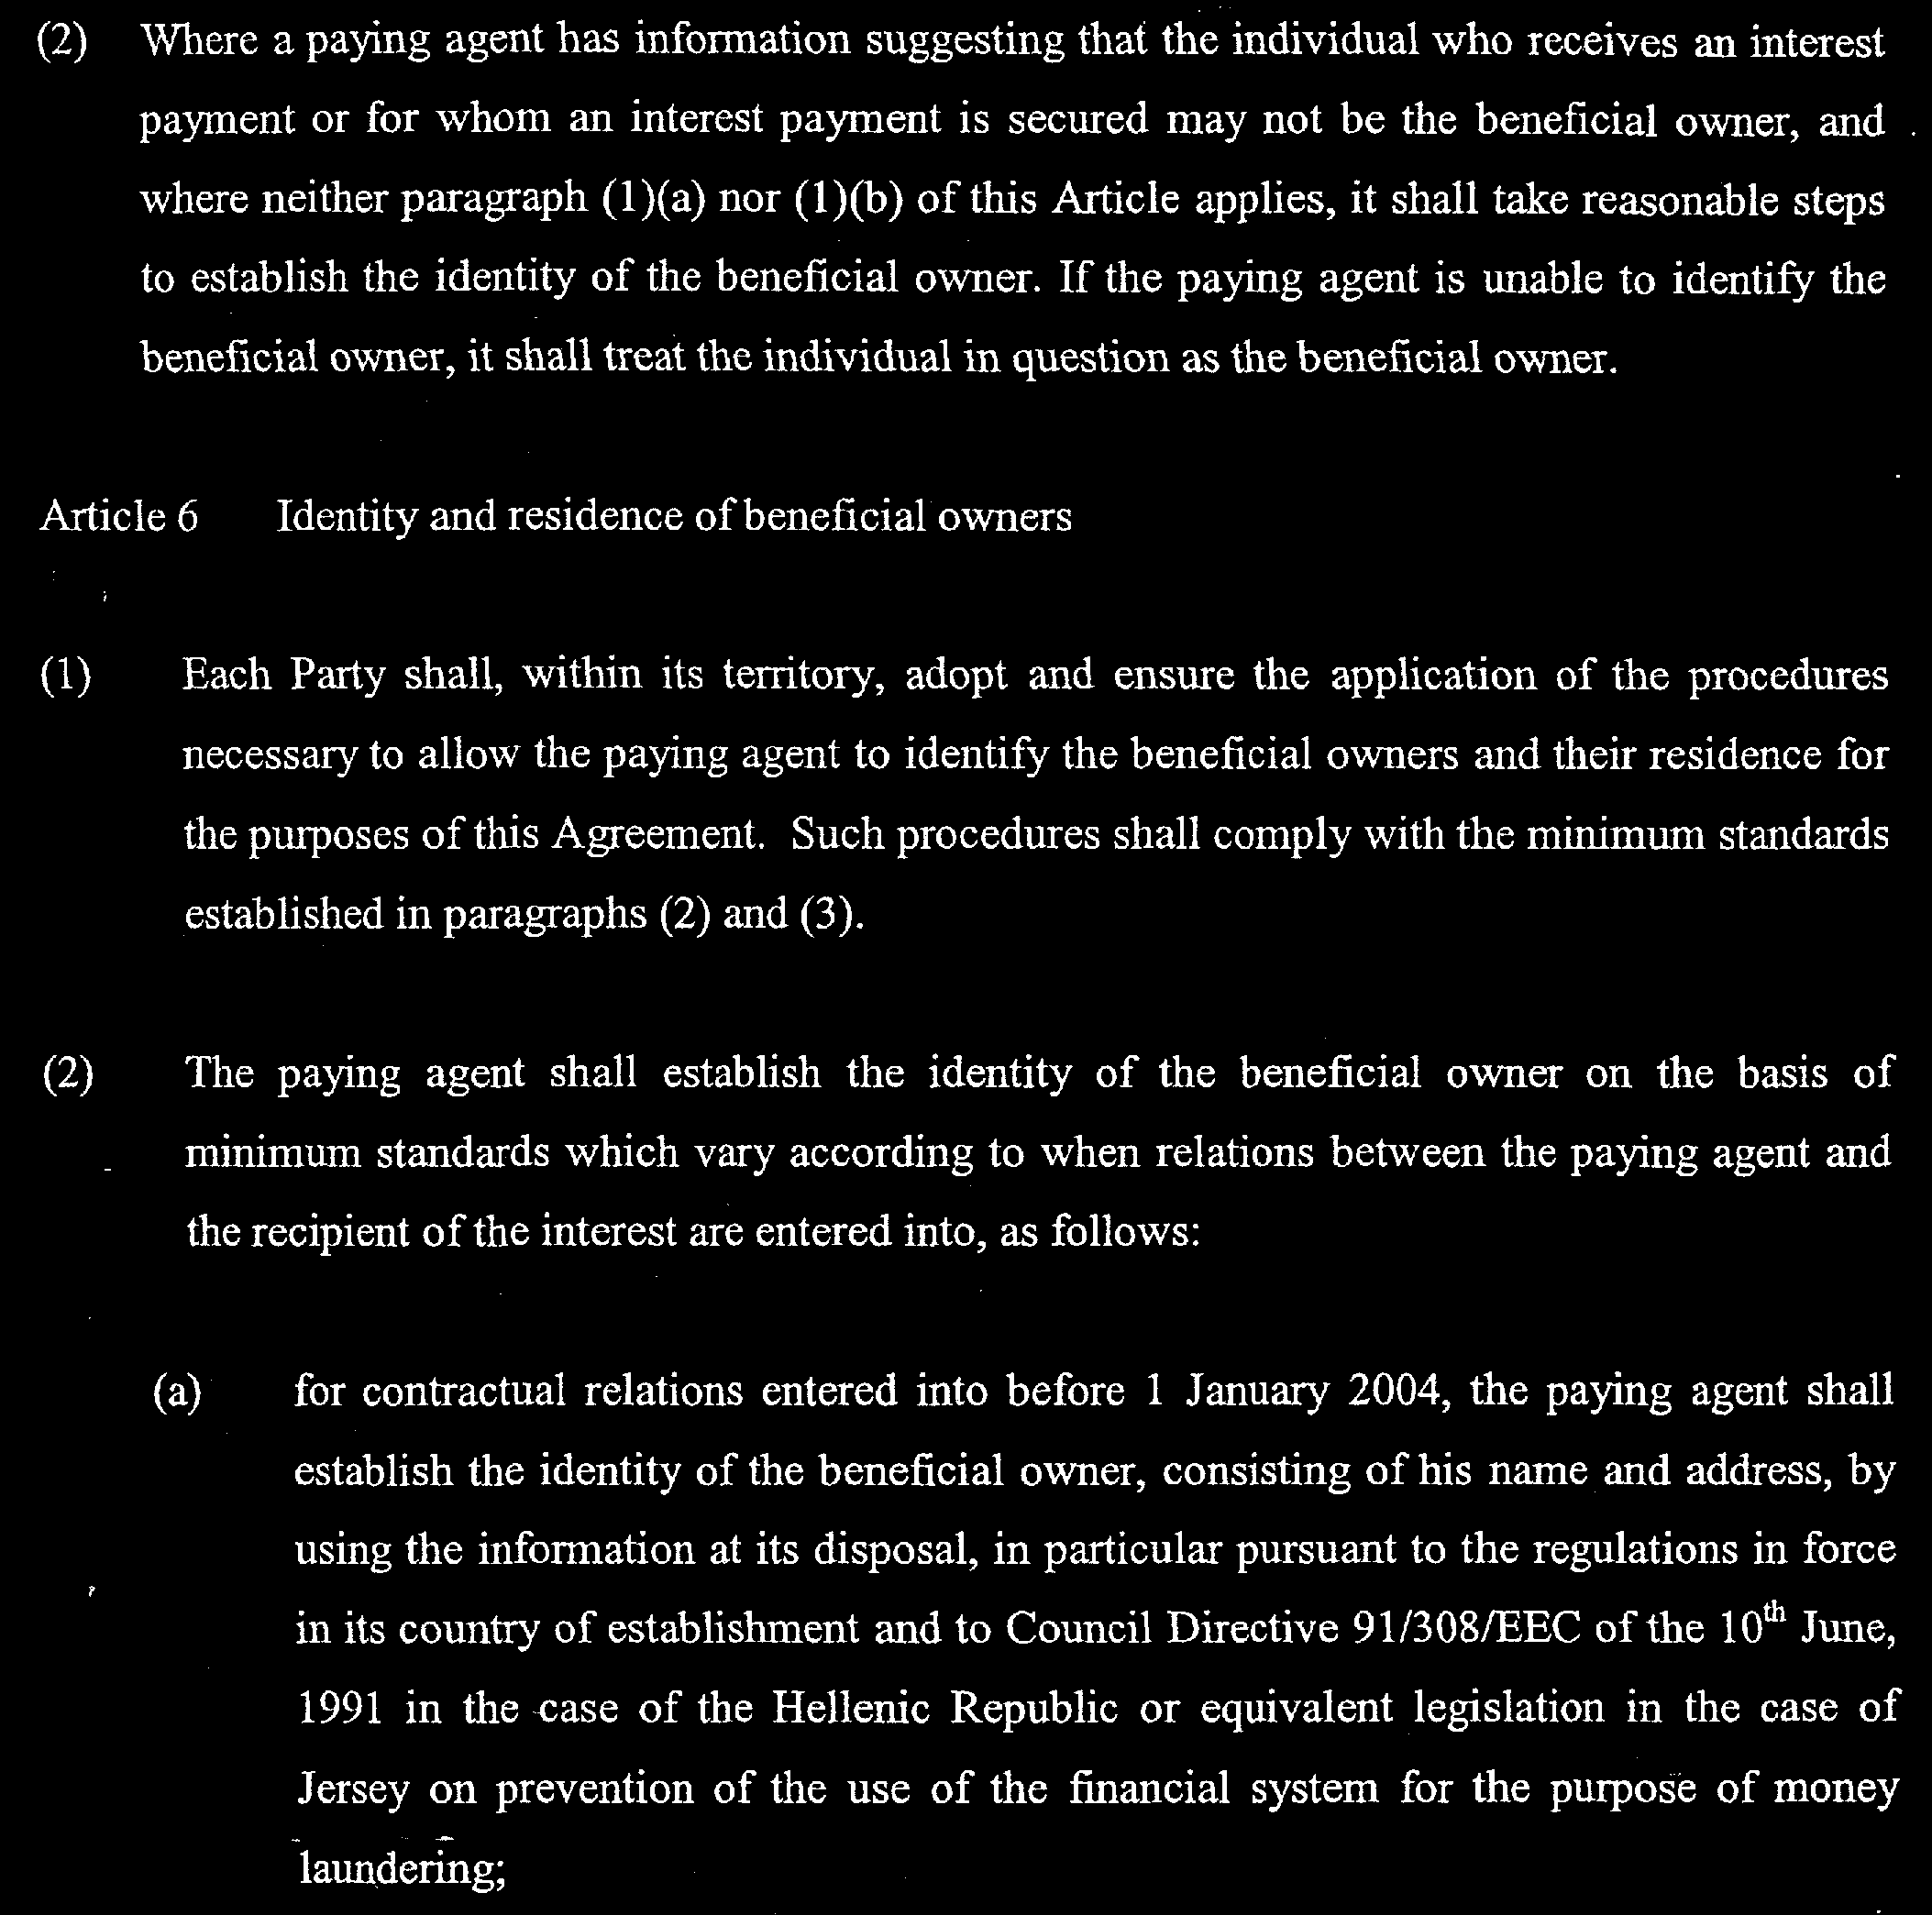 (2) Where a paying agent has information suggesting that the individual who receives an interest
payment or for whom an interest payment is secured may not be the beneficial owner, and
where neither paragraph (1)(a) nor (1)(b) of this Article applies, it shall take reasonable steps
to establish the identity of the beneficial owner. If the paying agent is unable to identify the
beneficial owner, it shall treat the individual in question as the beneficial owner.
Article 6 Identity and residence of beneficial owners
(1) Each Party shall, within its territory, adopt and ensure the application of the procedures
necessary to allow the paying agent to identify the beneficial owners and their residence for
the purposes of this Agreement. Such procedures shall comply with the minimum standards
established in paragraphs (2) and (3).
(2) The paying agent shall establish the identity of the beneficial owner on the basis of
minimum standards which vary according to when relations between the paying agent and
the recipient of the interest are entered into, as follows:
(a) for contractual relations entered into before 1 January 2004, the paying agent shall
establish the identity of the beneficial owner, consisting of his name and address, by
using the information at its disposal, in particular pursuant to the regulations in force
in its country of establishment and to Council Directive 91/308/EEC of the 10th June,
1991 in the case of the Hellenic Republic or equivalent legislation in the case of
Jersey on prevention of the use of the financial system for the purpose of money
laundering;